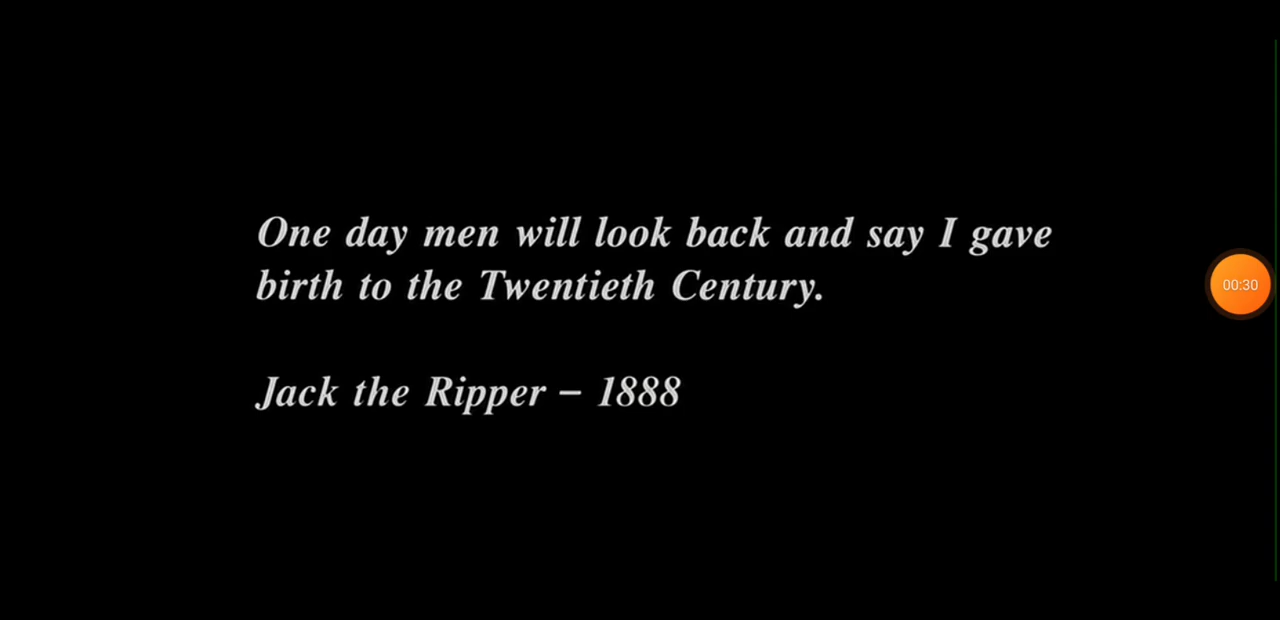 One day men will look back and say I gave
birth to the Twentieth Century.
Jack the Ripper – 1888
00:30